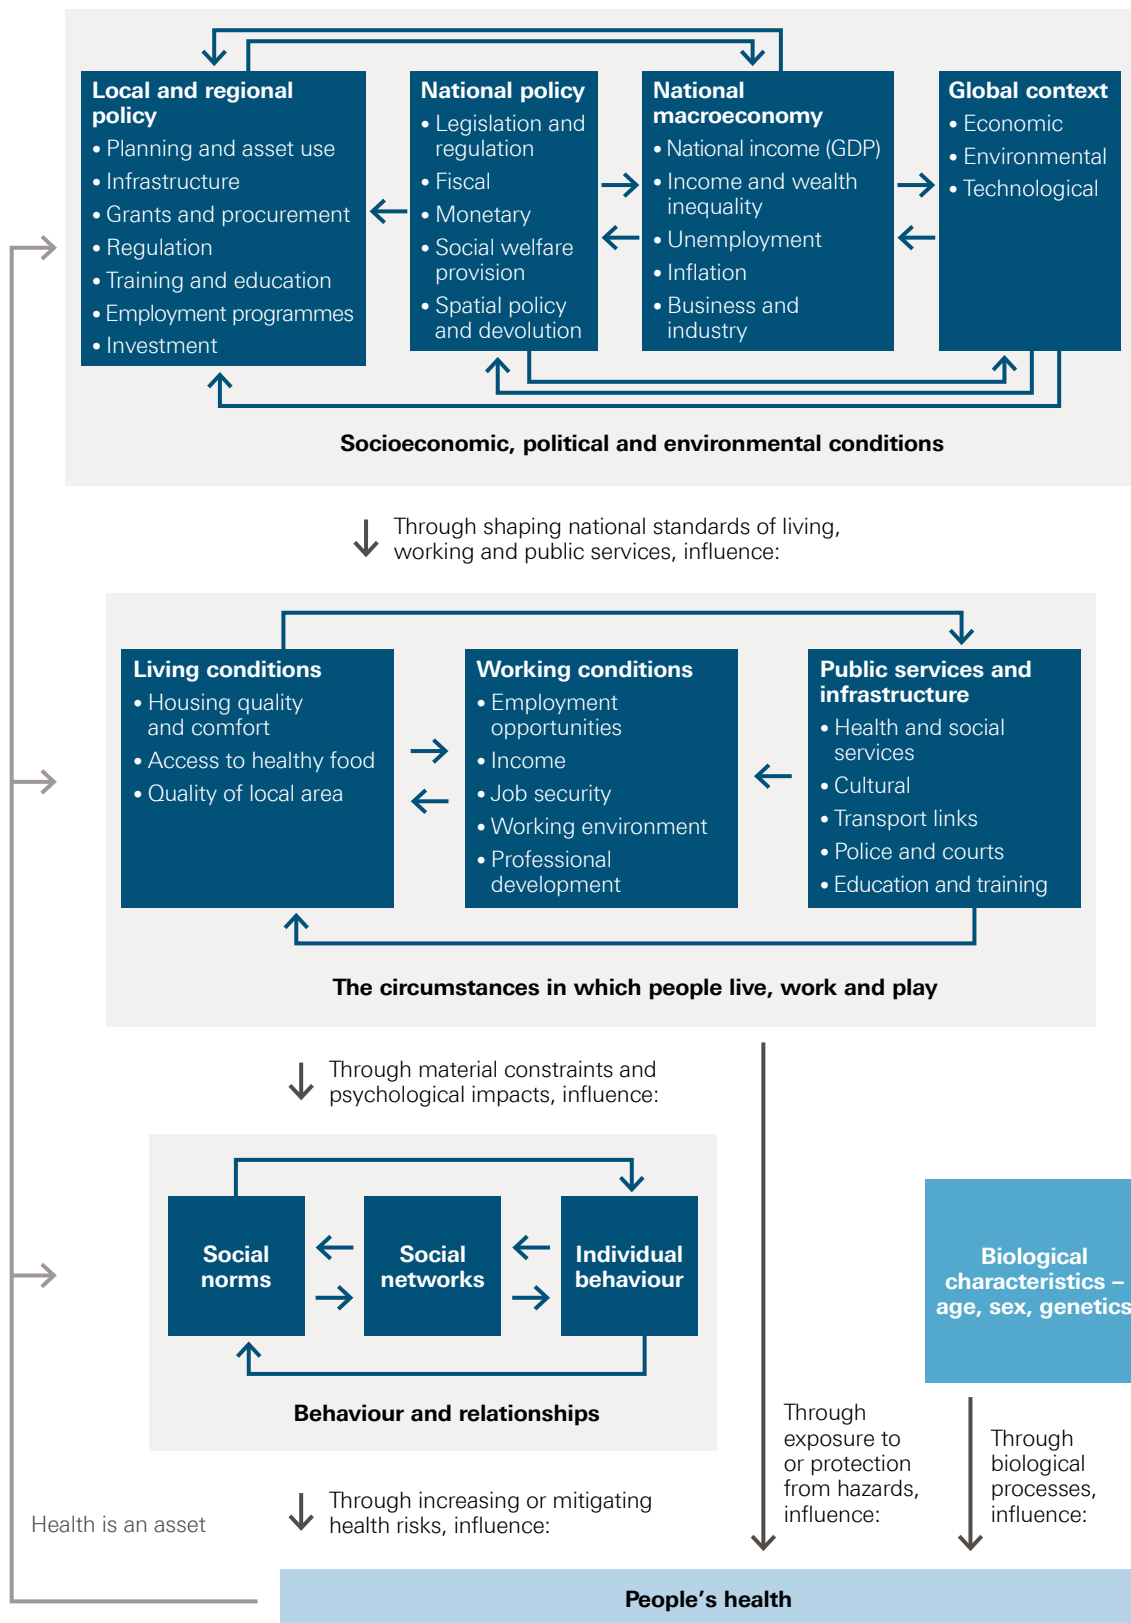 Local and regional
policy
• Planning and asset use
• Infrastructure
• Grants and procurement
• Regulation
• Training and education
• Employment programmes
• Investment
National policy
• Legislation and
regulation
• Fiscal
• Monetary
• Social welfare
provision
• Spatial policy
and devolution
National
macroeconomy
• National income (GDP)
• Income and wealth
inequality
• Unemployment
• Inflation
• Business and
industry
Global context
• Economic
• Environmental
• Technological
Socioeconomic, political and environmental conditions
Through shaping national standards of living,
working and public services, influence:
Living conditions
• Housing quality
and comfort
• Access to healthy food
• Quality of local area
Working conditions
• Employment
opportunities
• Income
• Job security
• Working environment
• Professional
development
Public services and
infrastructure
• Health and social
services
• Cultural
• Transport links
• Police and courts
• Education and training
The circumstances in which people live, work and play
Through material constraints and
psychological impacts, influence:
Social
norms
Social
networks
Individual
behaviour
Behaviour and relationships
Biological
characteristics –
age, sex, genetics
Through
exposure to
or protection
from hazards,
influence:
Through
biological
processes,
influence:
Through increasing or mitigating
health risks, influence:
Health is an asset
People's health